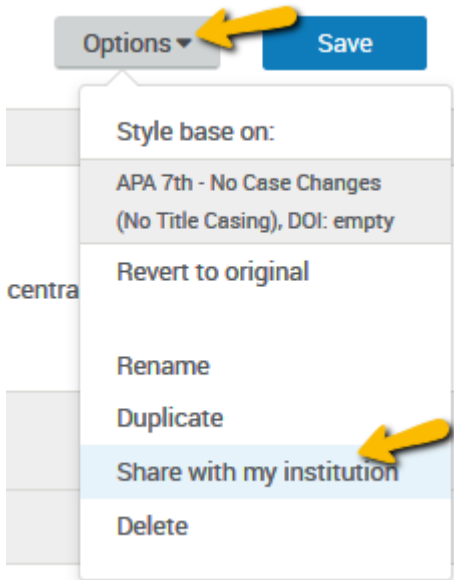 Options
Save
Style base on:
APA 7th - No Case Changes
(No Title Casing), DOI: empty
Revert to original
centra
Rename
Duplicate
Share with my institution
Delete